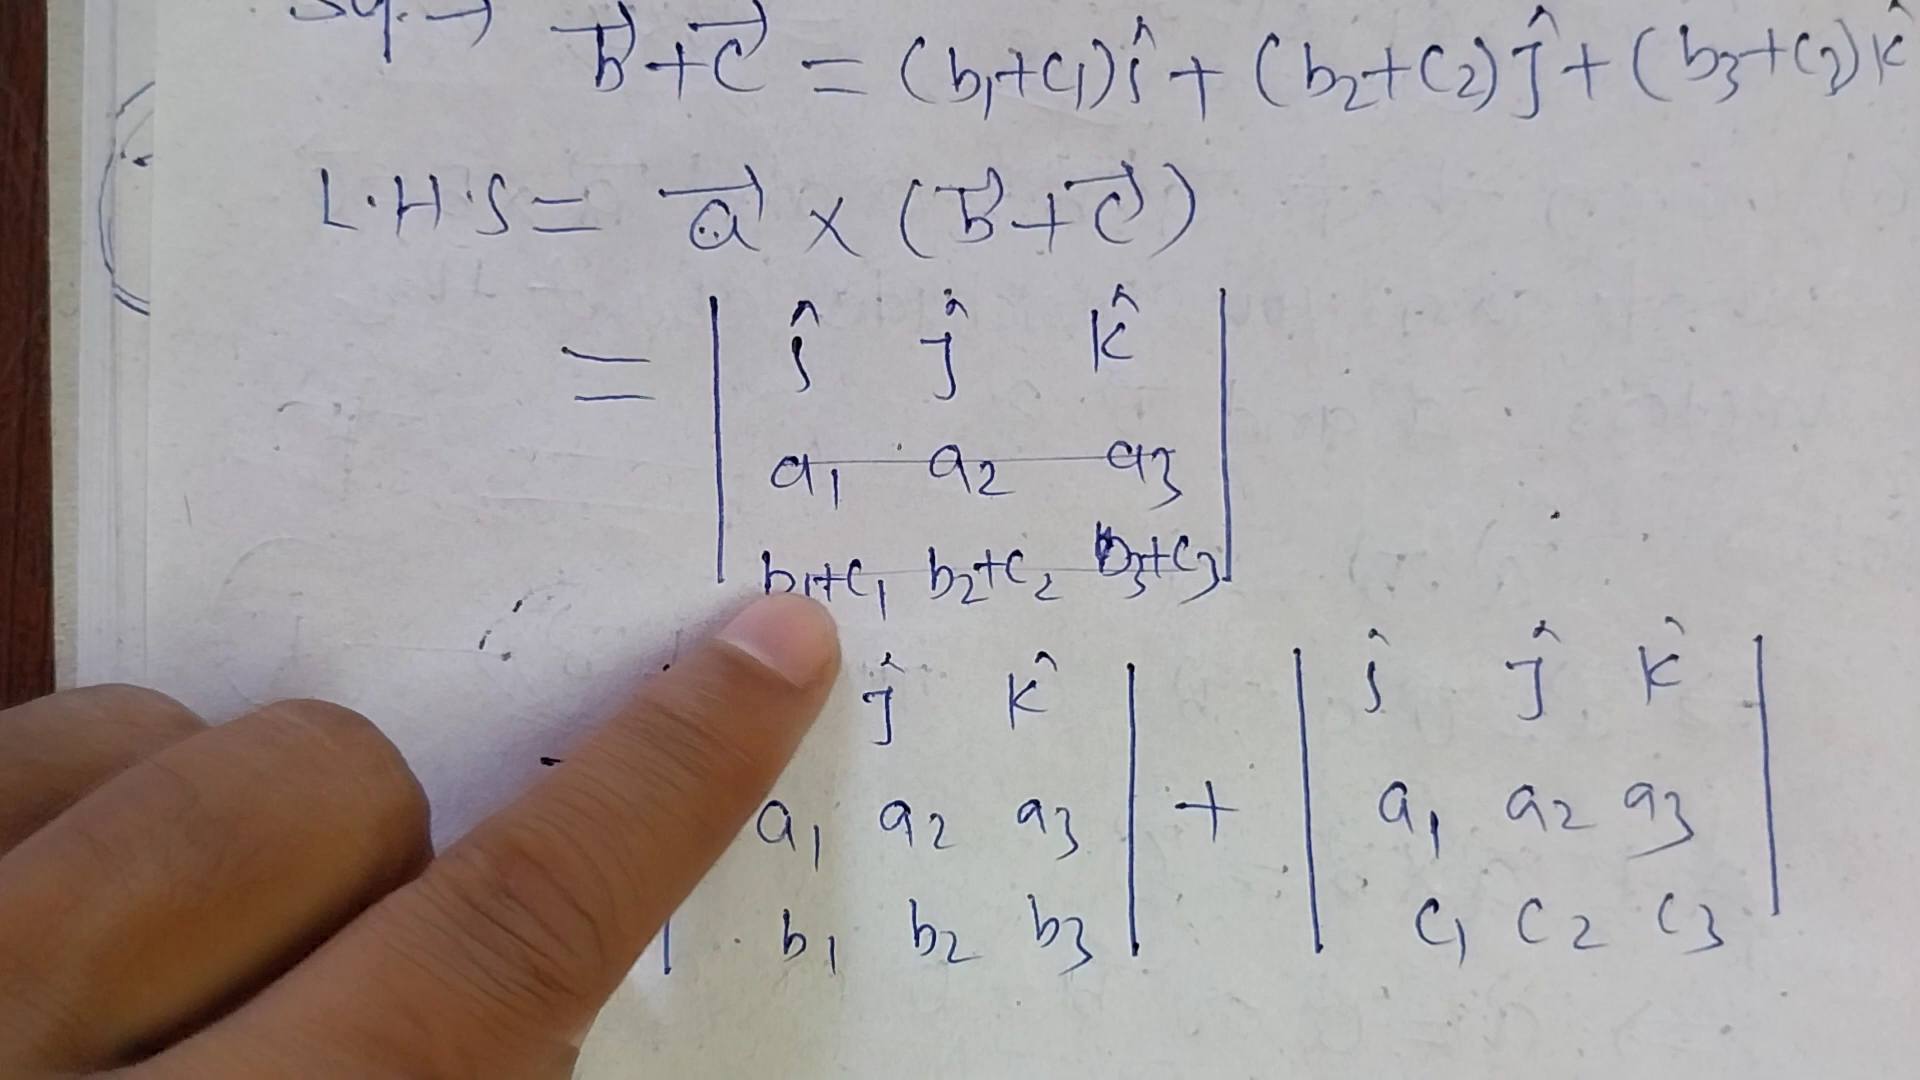 b⃗ + c⃗ = (b₁+c₁)î + (b₂+c₂)ĵ + (b₃+c₃)k̂
L.H.S = a⃗ × (b⃗ + c⃗)
= | î ĵ k̂ |
a₁ a₂ a₃
b₁+c₁ b₂+c₂ b₃+c₃
ĵ k̂ | + | î ĵ k̂ |
a₁ a₂ a₃ a₁ a₂ a₃
b₁ b₂ b₃ c₁ c₂ c₃